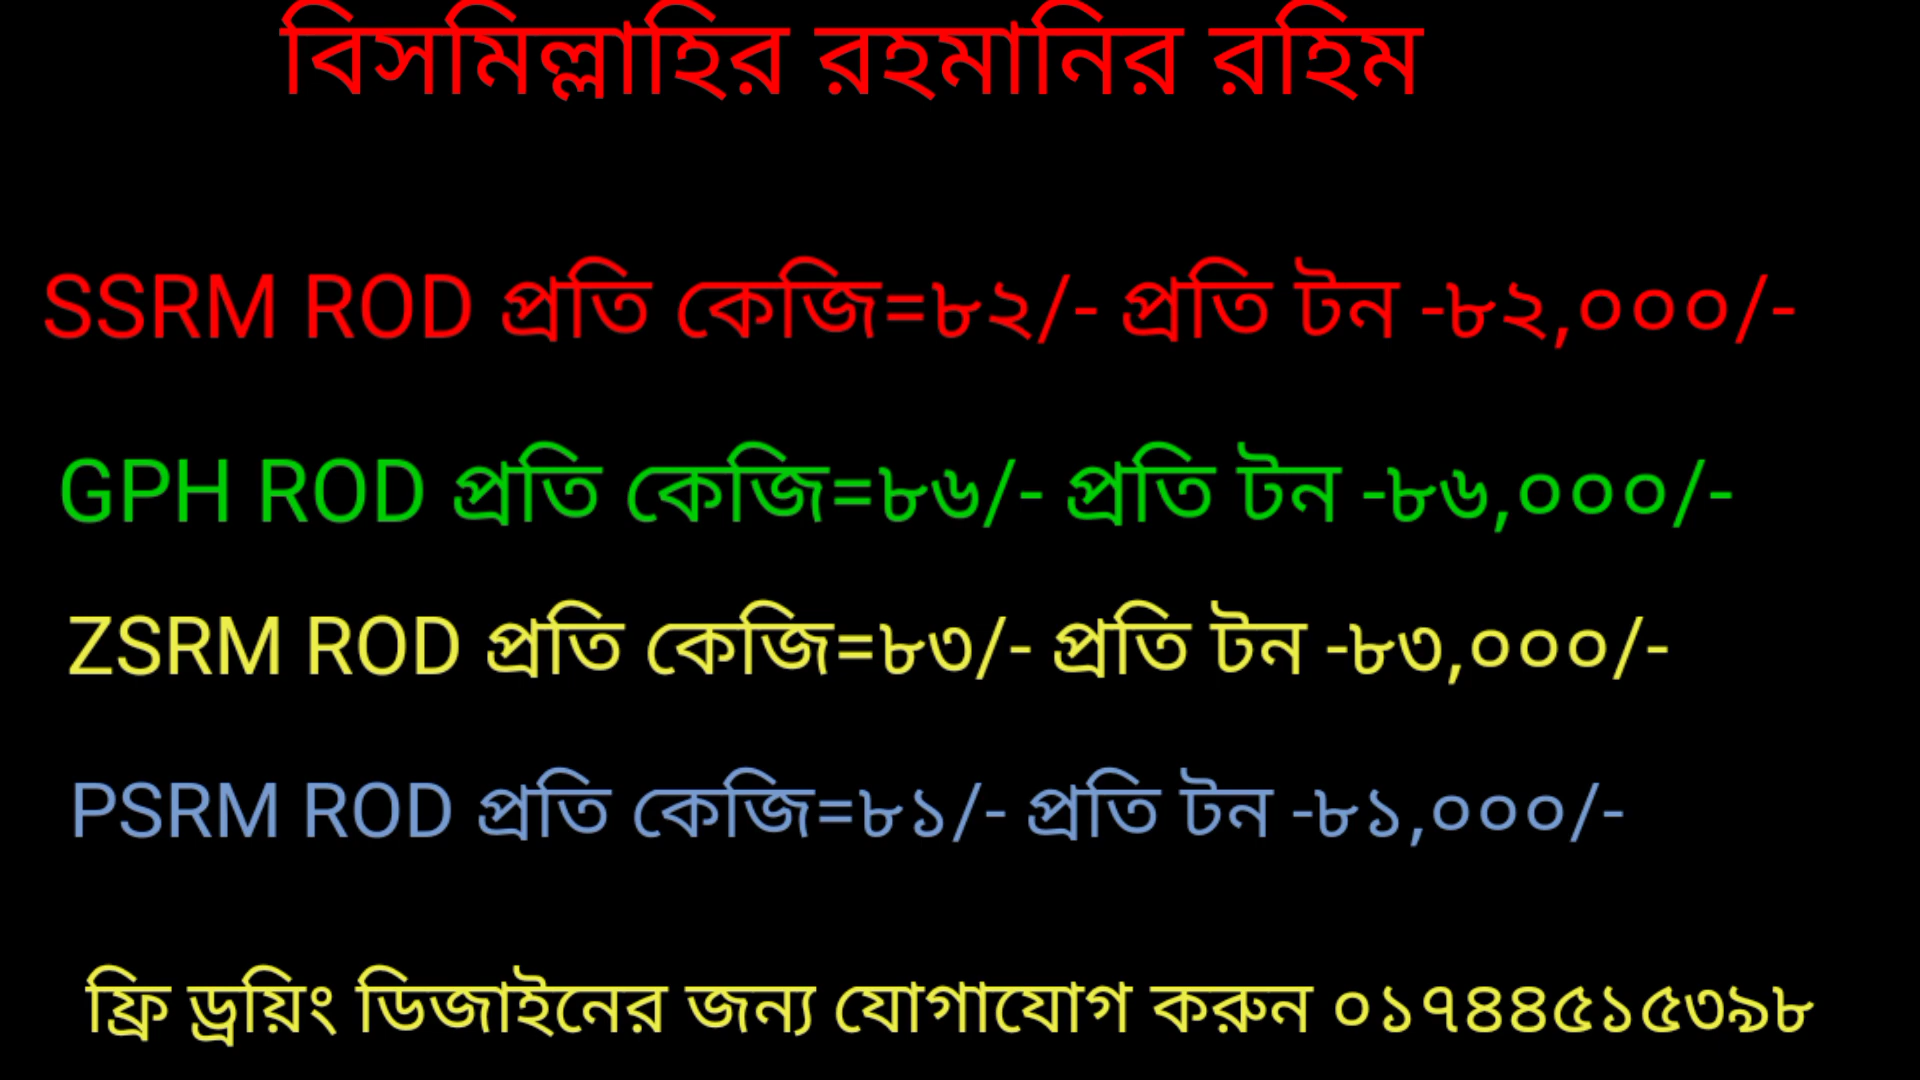 বিসমিল্লাহির রহমানির রহিম
SSRM ROD প্রতি কেজি=৮২/- প্রতি টন -৮২,০০০/-
GPH ROD প্রতি কেজি=৮৬/- প্রতি টন -৮৬,০০০/-
ZSRM ROD প্রতি কেজি=৮৩/- প্রতি টন -৮৩,০০০/-
PSRM ROD প্রতি কেজি=৮১/- প্রতি টন -৮১,০০০/-
ফ্রি ড্রয়িং ডিজাইনের জন্য যোগাযোগ করুন ০১৭৪৪৫১৫৩৯৮